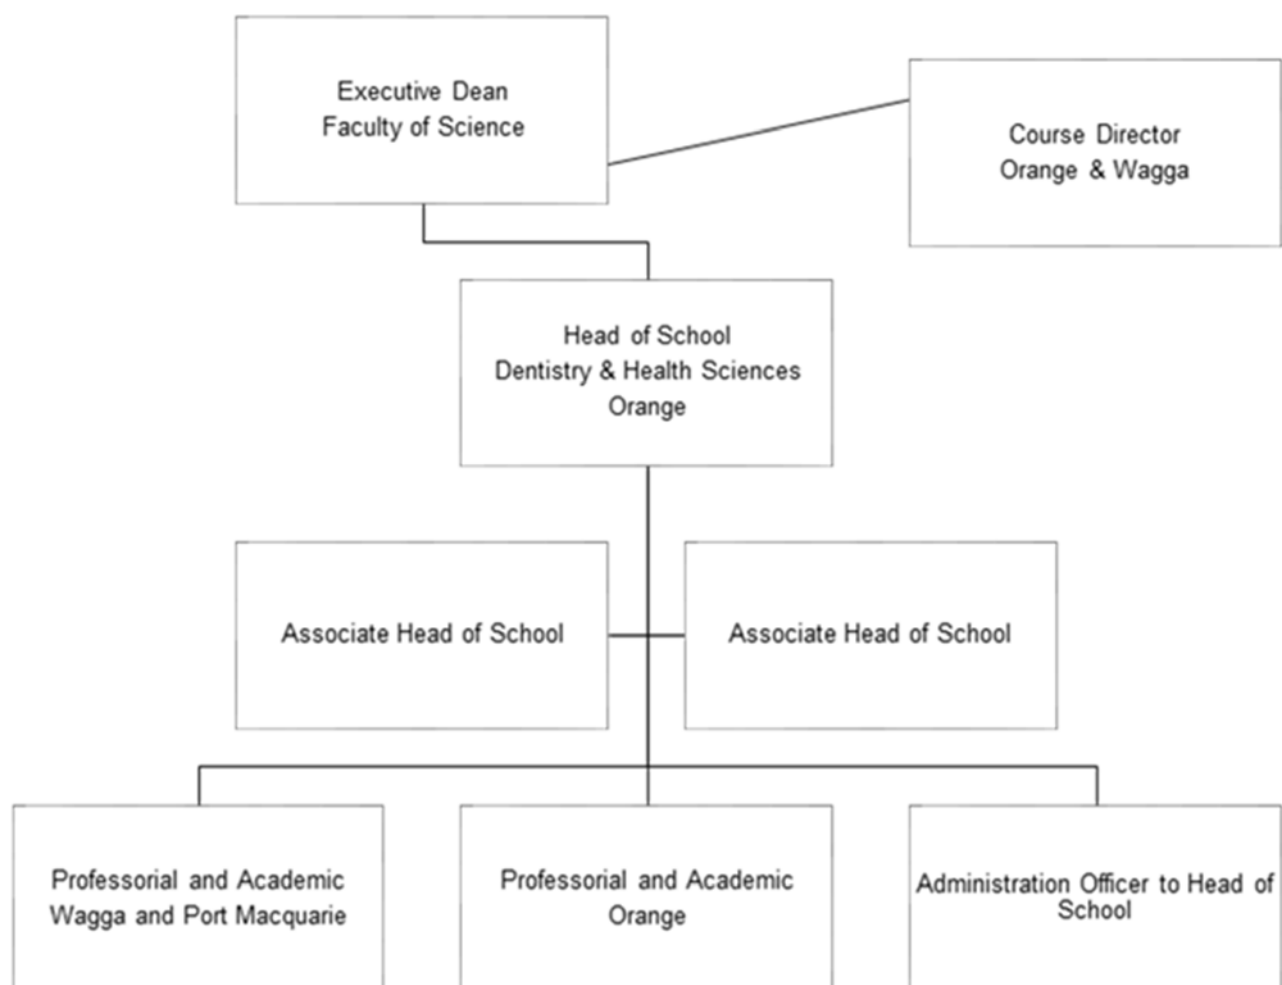 Executive Dean
Faculty of Science
Course Director
Orange & Wagga
Head of School
Dentistry & Health Sciences
Orange
Associate Head of School
Associate Head of School
Professorial and Academic
Wagga and Port Macquarie
Professorial and Academic
Orange
Administration Officer to Head of
School